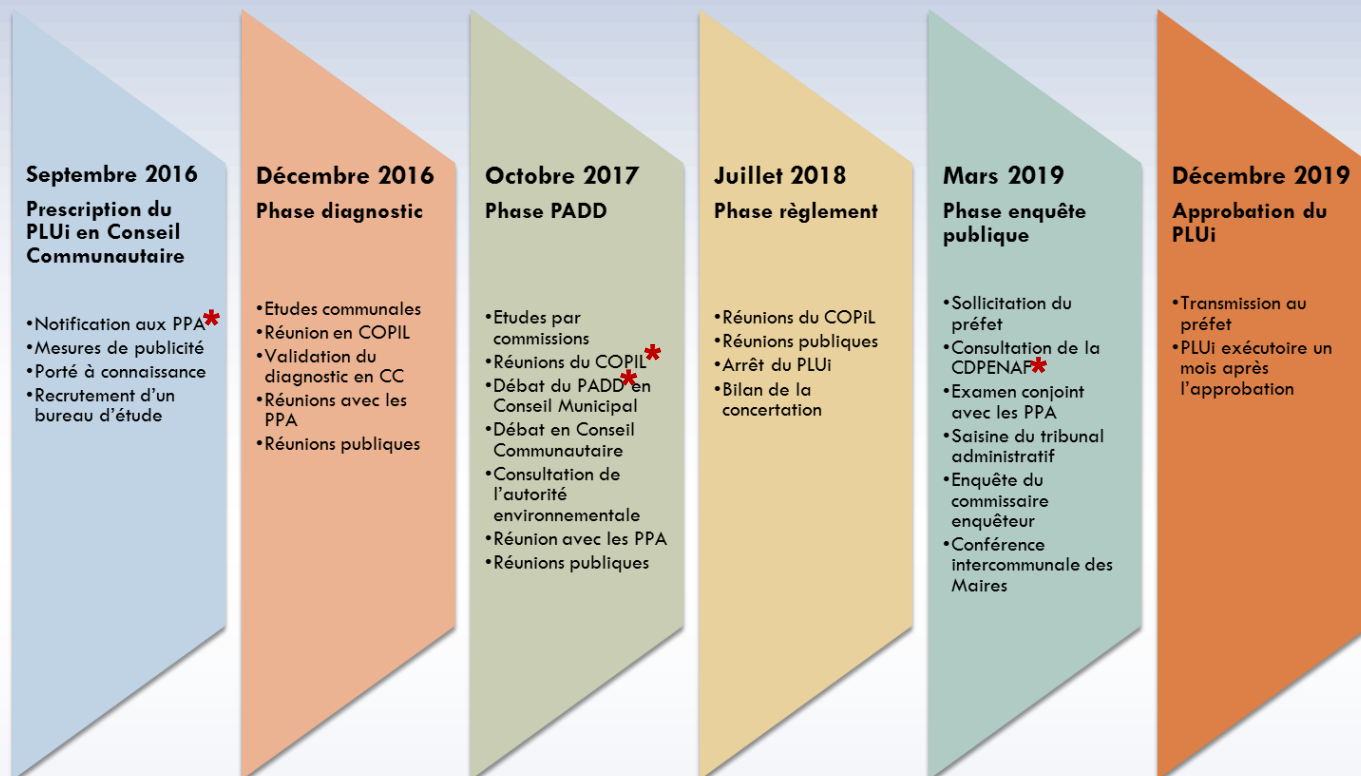 Septembre 2016
Prescription du
PLUi en Conseil
Communautaire
•Notification aux PPA*
•Mesures de publicité
•Porté à connaissance
•Recrutement d'un
bureau d'étude
Décembre 2016
Phase diagnostic
•Etudes communales
•Réunion en COPIL
•Validation du
diagnostic en CC
•Réunions avec les
PPA
•Réunions publiques
Octobre 2017
Phase PADD
•Etudes par
commissions
•Réunions du COPIL*
•Débat du PADD* en
Conseil Municipal
•Débat en Conseil
Communautaire
•Consultation de
l'autorité
environnementale
•Réunion avec les PPA
•Réunions publiques
Juillet 2018
Phase règlement
•Réunions du COPiL
•Réunions publiques
•Arrêt du PLUi
•Bilan de la
concertation
Mars 2019
Phase enquête
publique
•Sollicitation du
préfet
•Consultation de la
CDPENAF*
•Examen conjoint
avec les PPA
•Saisine du tribunal
administratif
•Enquête du
commissaire
enquêteur
•Conférence
intercommunale des
Maires
Décembre 2019
Approbation du
PLUi
•Transmission au
préfet
•PLUi exécutoire un
mois après
l'approbation